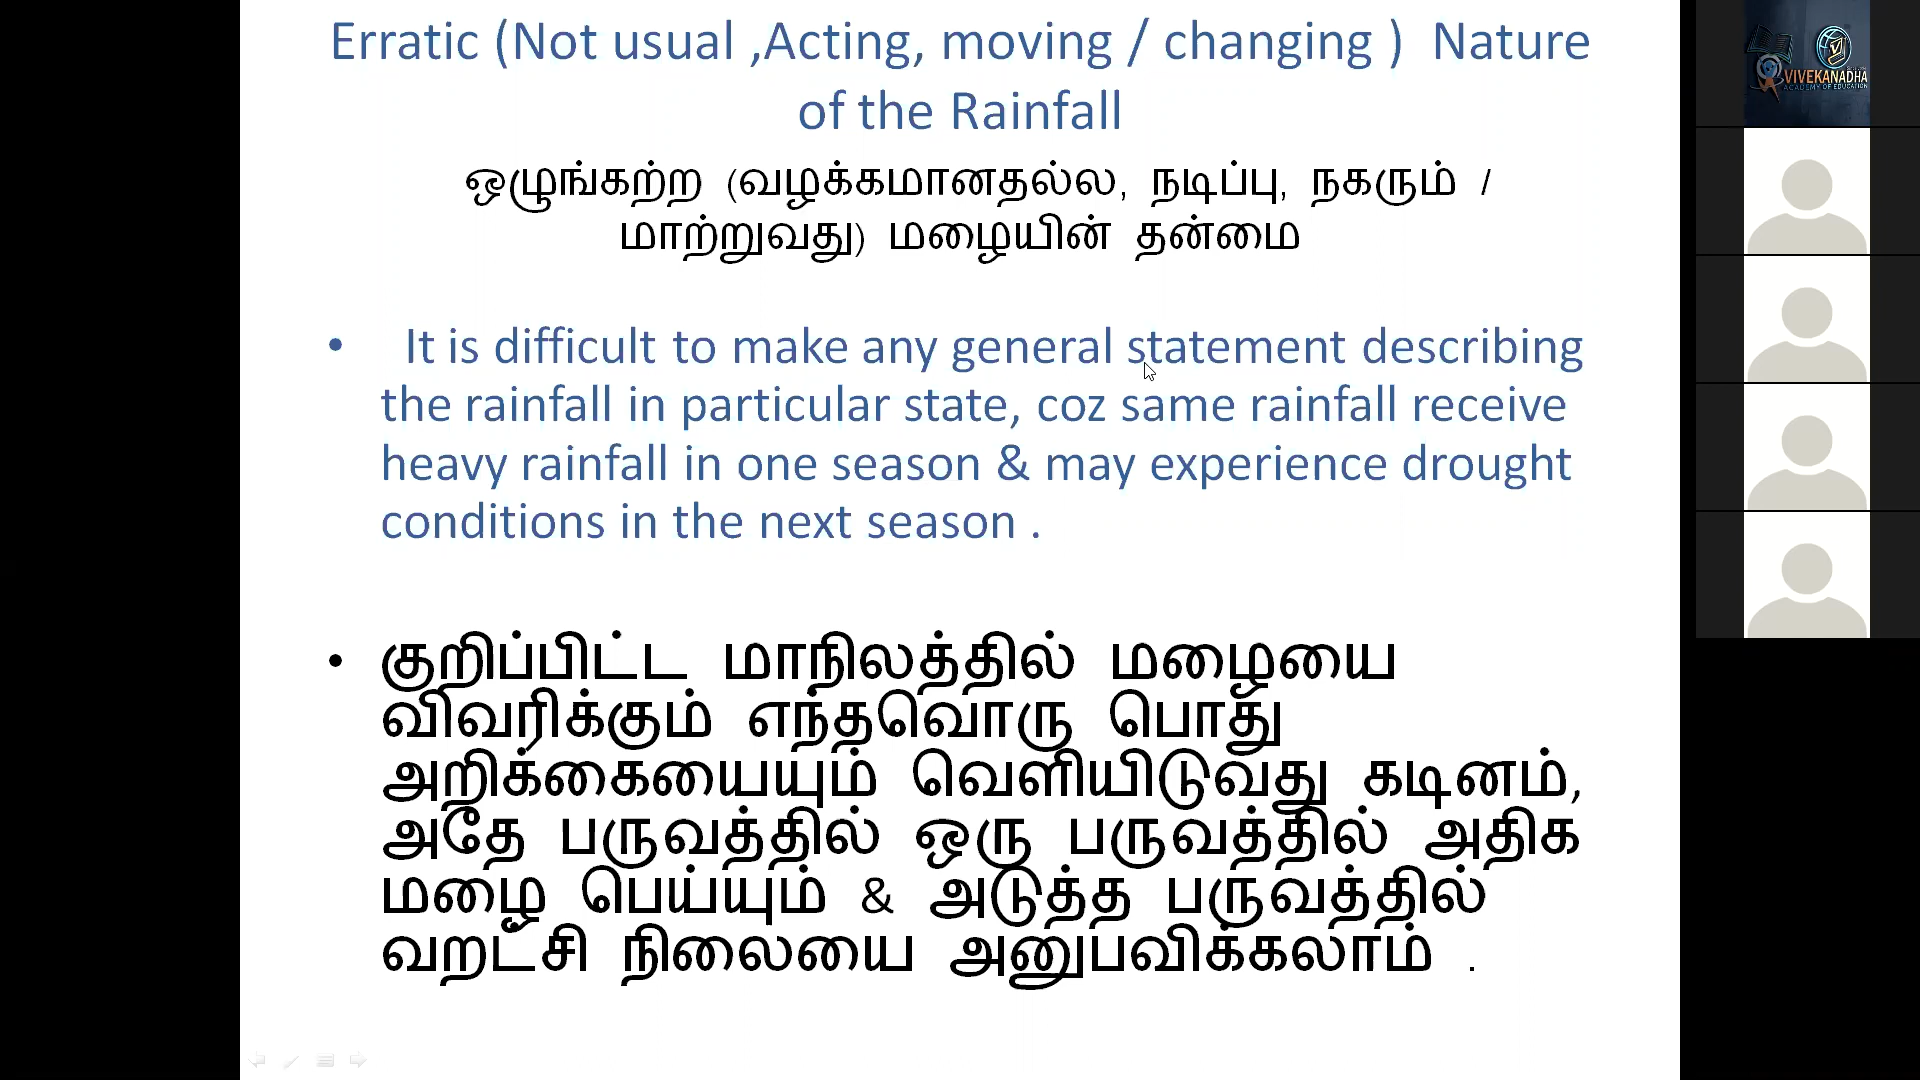 Erratic (Not usual ,Acting, moving / changing ) Nature
of the Rainfall
ஒழுங்கற்ற (வழக்கமானதல்ல, நடிப்பு, நகரும் /
மாற்றுவது) மழையின் தன்மை
• It is difficult to make any general statement describing
the rainfall in particular state, coz same rainfall receive
heavy rainfall in one season & may experience drought
conditions in the next season .
• குறிப்பிட்ட மாநிலத்தில் மழையை
விவரிக்கும் எந்தவொரு பொது
அறிக்கையையும் வெளியிடுவது கடினம்,
அதே பருவத்தில் ஒரு பருவத்தில் அதிக
மழை பெய்யும் & அடுத்த பருவத்தில்
வறட்சி நிலையை அனுபவிக்கலாம் .
VIVEKANADHA
ACADEMY OF EDUCATION